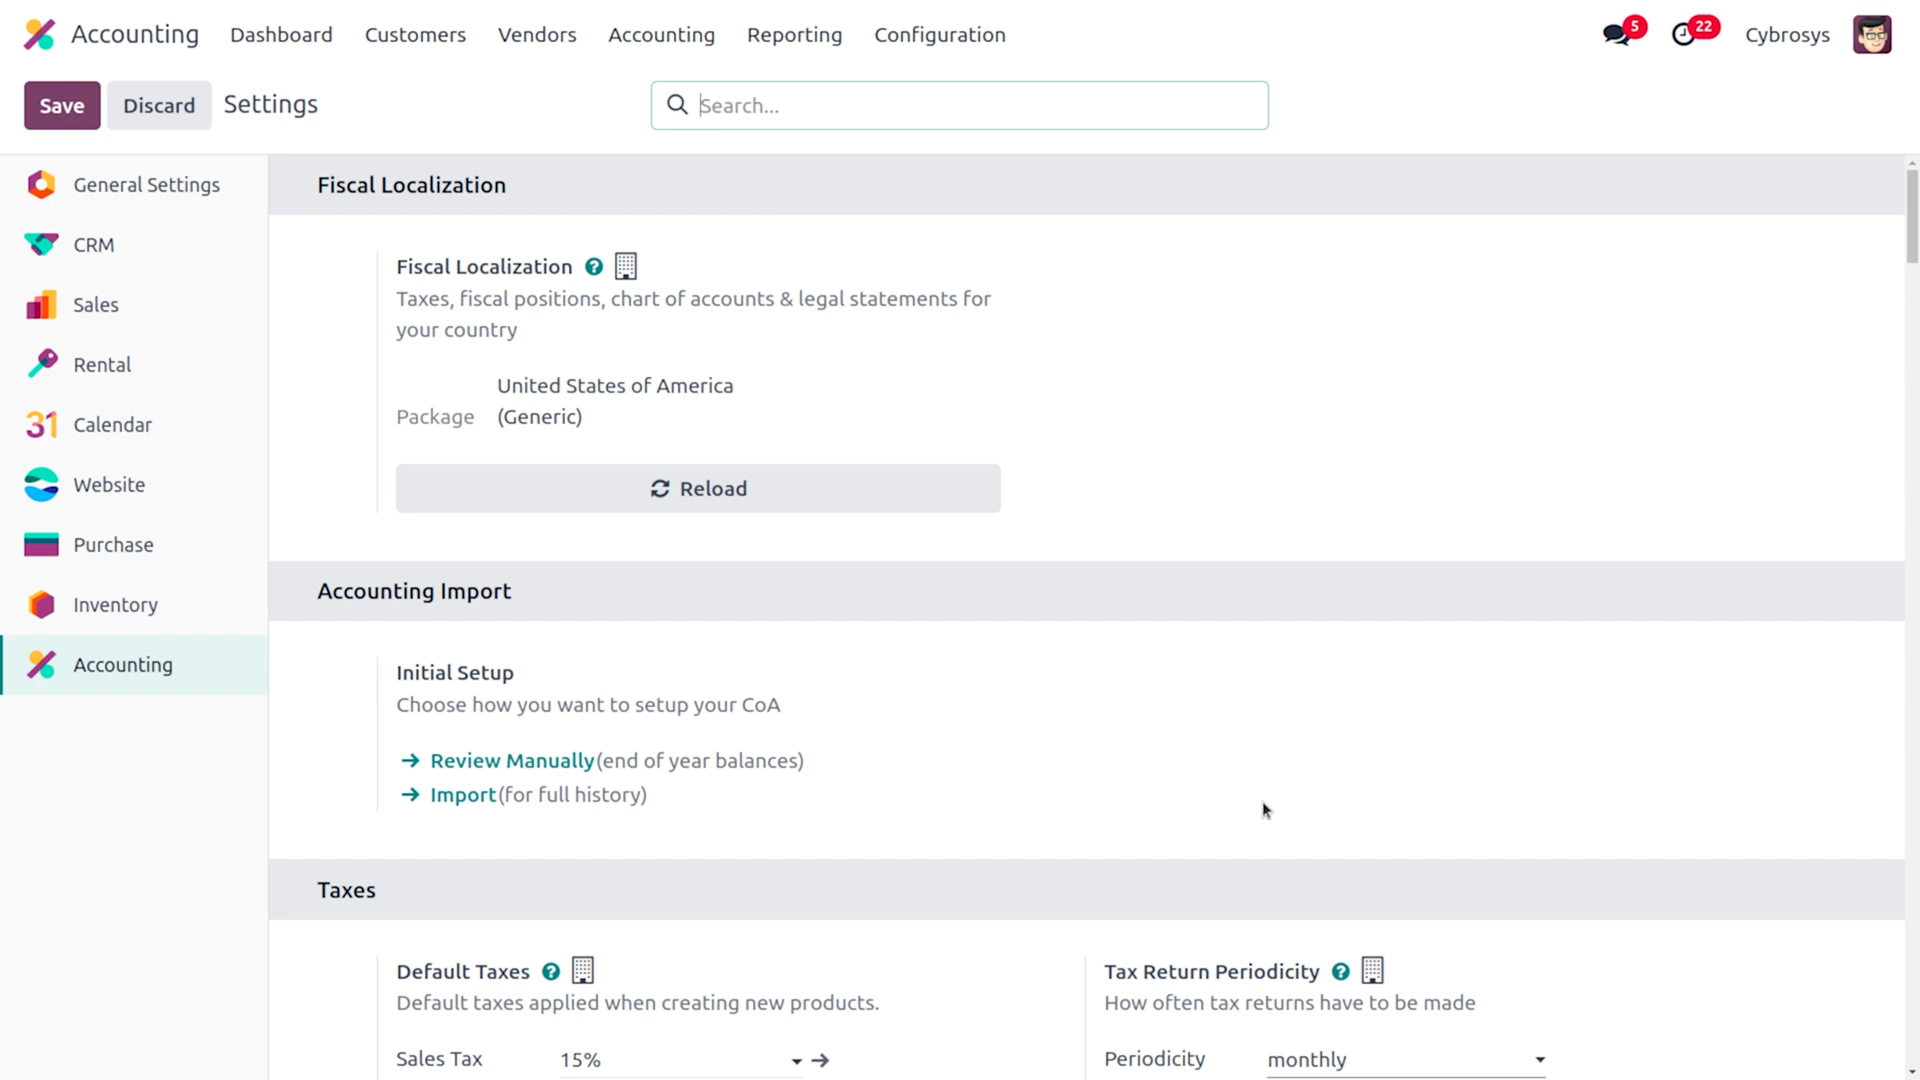 Accounting Dashboard Customers Vendors Accounting Reporting Configuration 5 22 Cybrosys
Save Discard Settings Search...
General Settings
CRM
Sales
Rental
31 Calendar
Website
Purchase
Inventory
Accounting
Fiscal Localization
Fiscal Localization ?
Taxes, fiscal positions, chart of accounts & legal statements for
your country
United States of America
Package (Generic)
Reload
Accounting Import
Initial Setup
Choose how you want to setup your CoA
→ Review Manually(end of year balances)
→ Import(for full history)
Taxes
Default Taxes ?
Default taxes applied when creating new products.
Sales Tax 15% →
Tax Return Periodicity ?
How often tax returns have to be made
Periodicity monthly